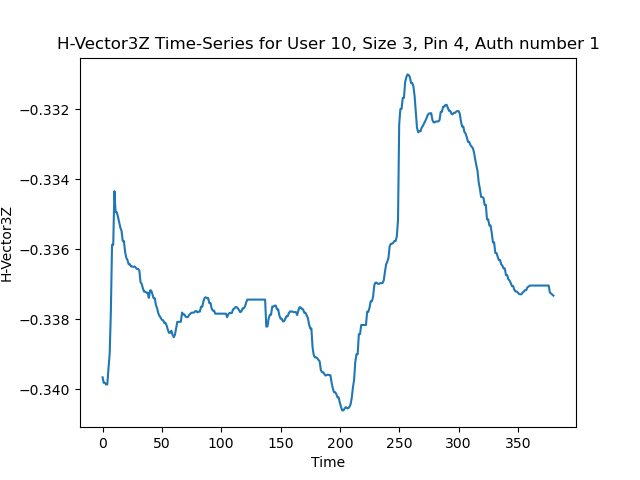 H-Vector3Z Time-Series for User 10, Size 3, Pin 4, Auth number 1
H-Vector3Z
−0.332
−0.334
−0.336
−0.338
−0.340
0 50 100 150 200 250 300 350
Time